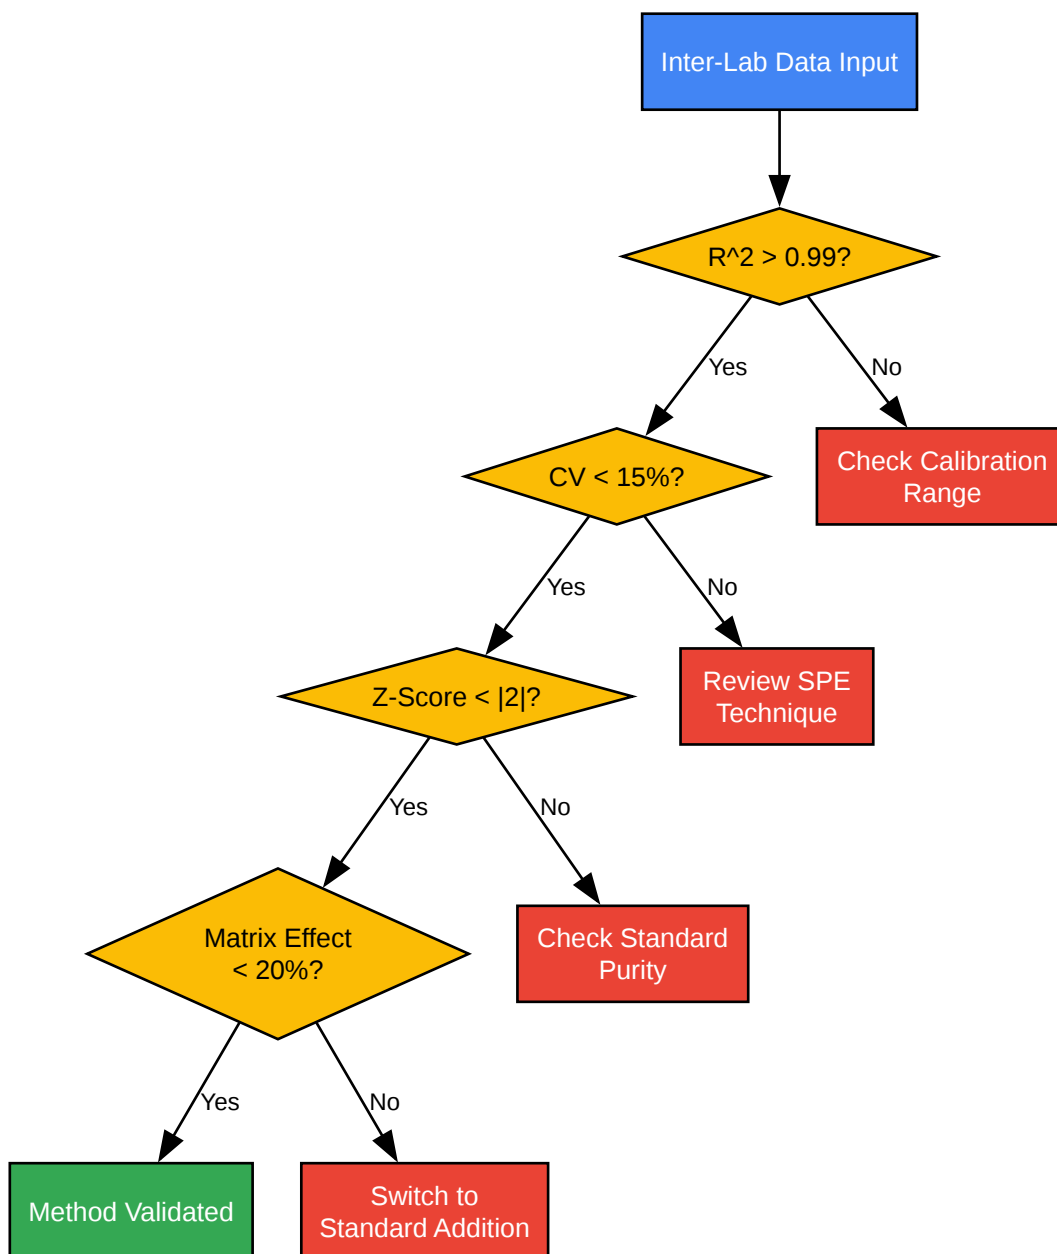 Inter-Lab Data Input
R^2 > 0.99?
Yes
No
CV < 15%?
Check Calibration
Range
Yes
No
Z-Score < |2|?
Review SPE
Technique
Yes
No
Matrix Effect
< 20%?
Check Standard
Purity
Yes
No
Method Validated
Switch to
Standard Addition